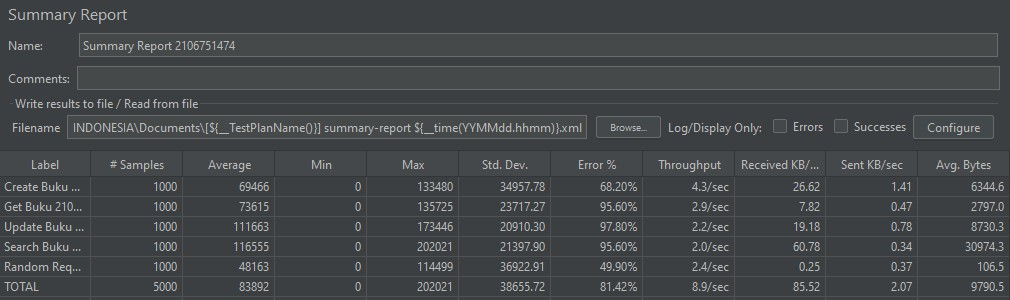 Summary Report
Name: Summary Report 2106751474
Comments:
Write results to file / Read from file
Filename INDONESIA\Documents\[${__TestPlanName()}] summary-report ${__time(YYMMdd.hhmm)}.xml Browse... Log/Display Only: Errors Successes Configure
Label # Samples Average Min Max Std. Dev. Error % Throughput Received KB/... Sent KB/sec Avg. Bytes
Create Buku ... 1000 69466 0 133480 34957.78 68.20% 4.3/sec 26.62 1.41 6344.6
Get Buku 210... 1000 73615 0 135725 23717.27 95.60% 2.9/sec 7.82 0.47 2797.0
Update Buku ... 1000 111663 0 173446 20910.30 97.80% 2.2/sec 19.18 0.78 8730.3
Search Buku ... 1000 116555 0 202021 21397.90 95.60% 2.0/sec 60.78 0.34 30974.3
Random Req... 1000 48163 0 114499 36922.91 49.90% 2.4/sec 0.25 0.37 106.5
TOTAL 5000 83892 0 202021 38655.72 81.42% 8.9/sec 85.52 2.07 9790.5